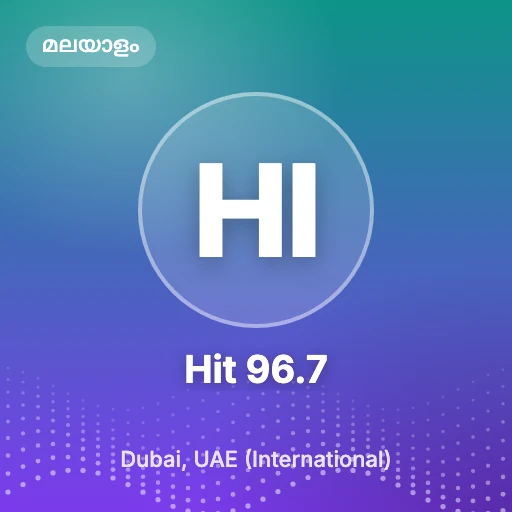 മലയാളം
HI
Hit 96.7
Dubai, UAE (International)